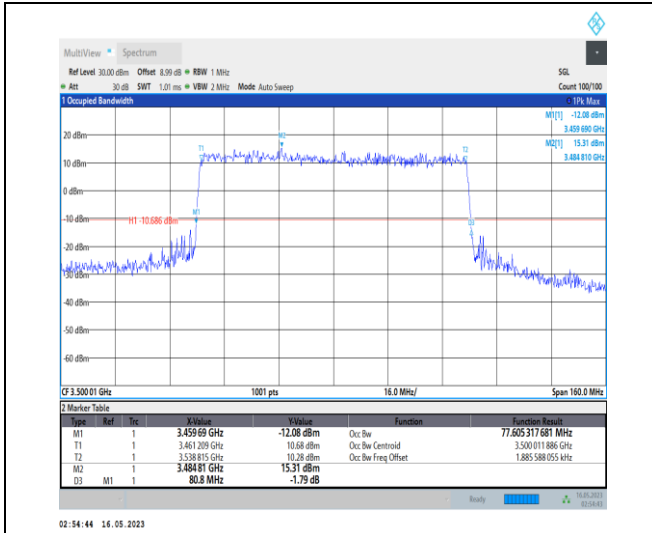 MultiView Spectrum
Ref Level 30.00 dBm Offset 8.99 dB RBW 1 MHz SGL
Att 30 dB SWT 1.01 ms VBW 2 MHz Mode Auto Sweep Count 100/100
1 Occupied Bandwidth 1Pk Max
M1[1] -12.08 dBm
3.459 690 GHz
20 dBm M2 M2[1] 15.31 dBm
T1 T2 3.484 810 GHz
10 dBm
0 dBm
M1
-10 dBm H1 -10.686 dBm D3
-20 dBm
-30 dBm
-40 dBm
-50 dBm
-60 dBm
CF 3.500 01 GHz 1001 pts 16.0 MHz/ Span 160.0 MHz
2 Marker Table
Type Ref Trc X-Value Y-Value Function Function Result
M1 1 3.459 69 GHz -12.08 dBm Occ Bw 77.605 317 681 MHz
T1 1 3.461 209 GHz 10.68 dBm Occ Bw Centroid 3.500 011 886 GHz
T2 1 3.538 815 GHz 10.28 dBm Occ Bw Freq Offset 1.885 588 055 kHz
M2 1 3.484 81 GHz 15.31 dBm
D3 M1 1 80.8 MHz -1.79 dB
Ready 16.05.2023
02:54:43
02:54:44 16.05.2023